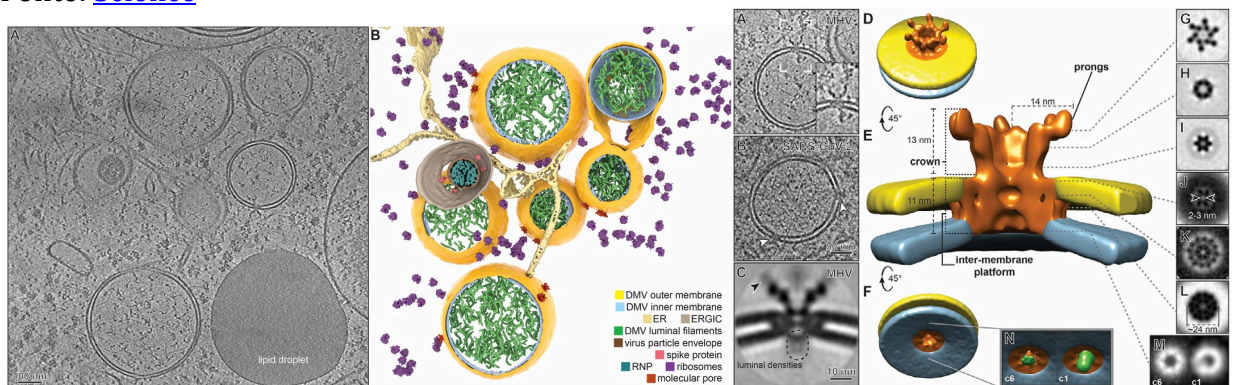 Fonte: Science
A
100 nm
lipid droplet
B
DMV outer membrane
DMV inner membrane
ER ERGIC
DMV luminal filaments
virus particle envelope
spike protein
RNP ribosomes
molecular pore
A MHV
B SARS-CoV-2
C MHV
luminal densities
10 nm
D
45°
E
prongs
14 nm
13 nm
crown
11 nm
inter-membrane
platform
45°
F
N
c6 c1
G
H
I
J
2-3 nm
K
L
~24 nm
M
c6 c1